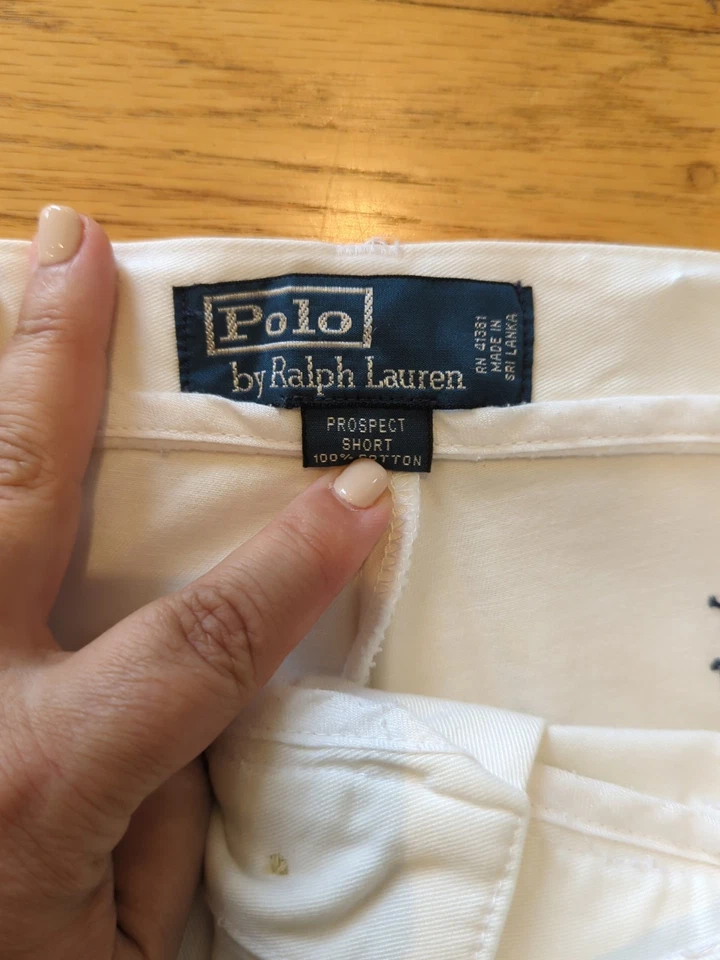 Polo
by Ralph Lauren
RN 41381
MADE IN
SRI LANKA
PROSPECT
SHORT
100% COTTON